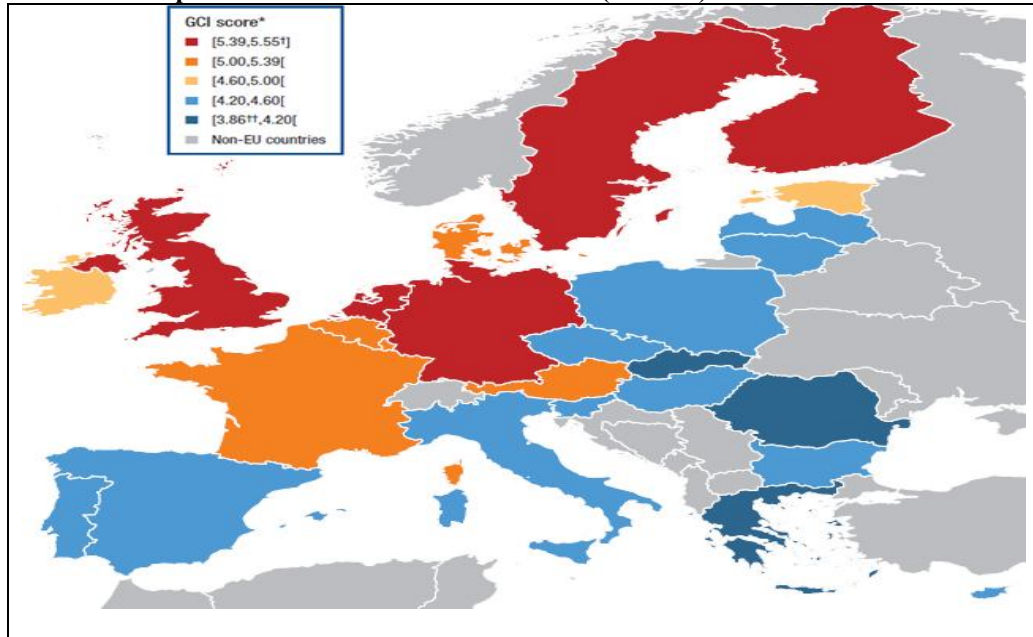 GCI score*
[5.39,5.55†]
[5.00,5.39[
[4.60,5.00[
[4.20,4.60[
[3.86††,4.20[
Non-EU countries